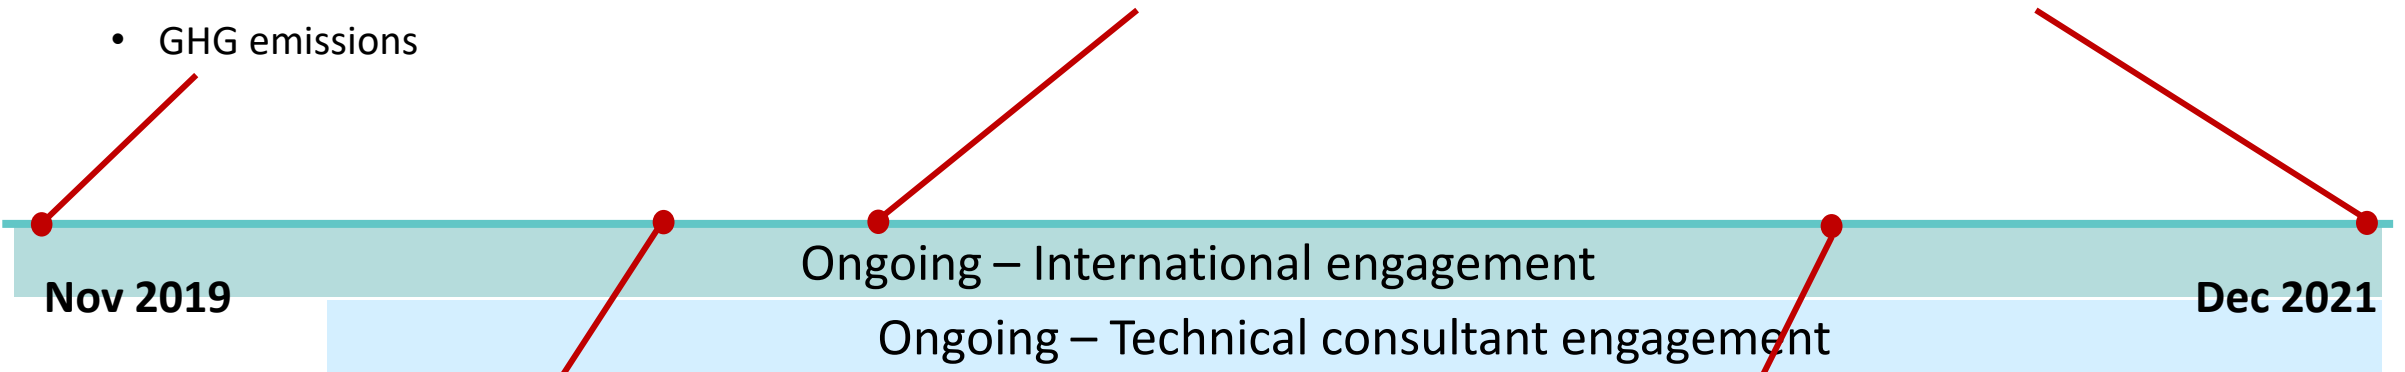 • GHG emissions
Ongoing – International engagement
Nov 2019
Dec 2021
Ongoing – Technical consultant engagement